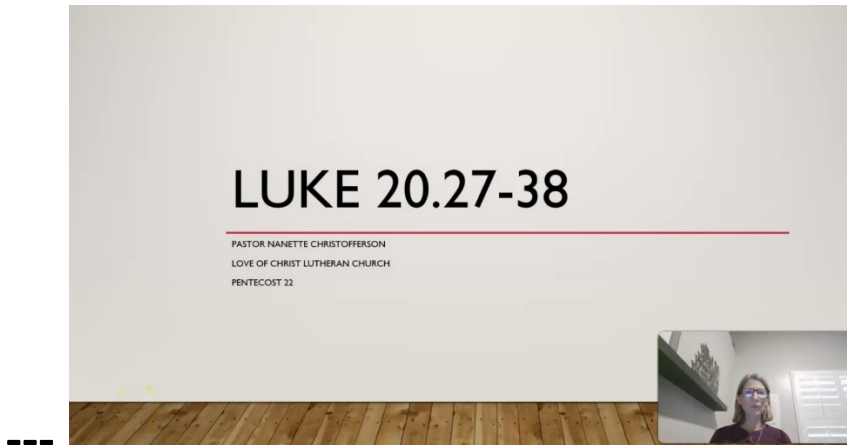 LUKE 20.27-38
PASTOR NANETTE CHRISTOFFERSON
LOVE OF CHRIST LUTHERAN CHURCH
PENTECOST 22